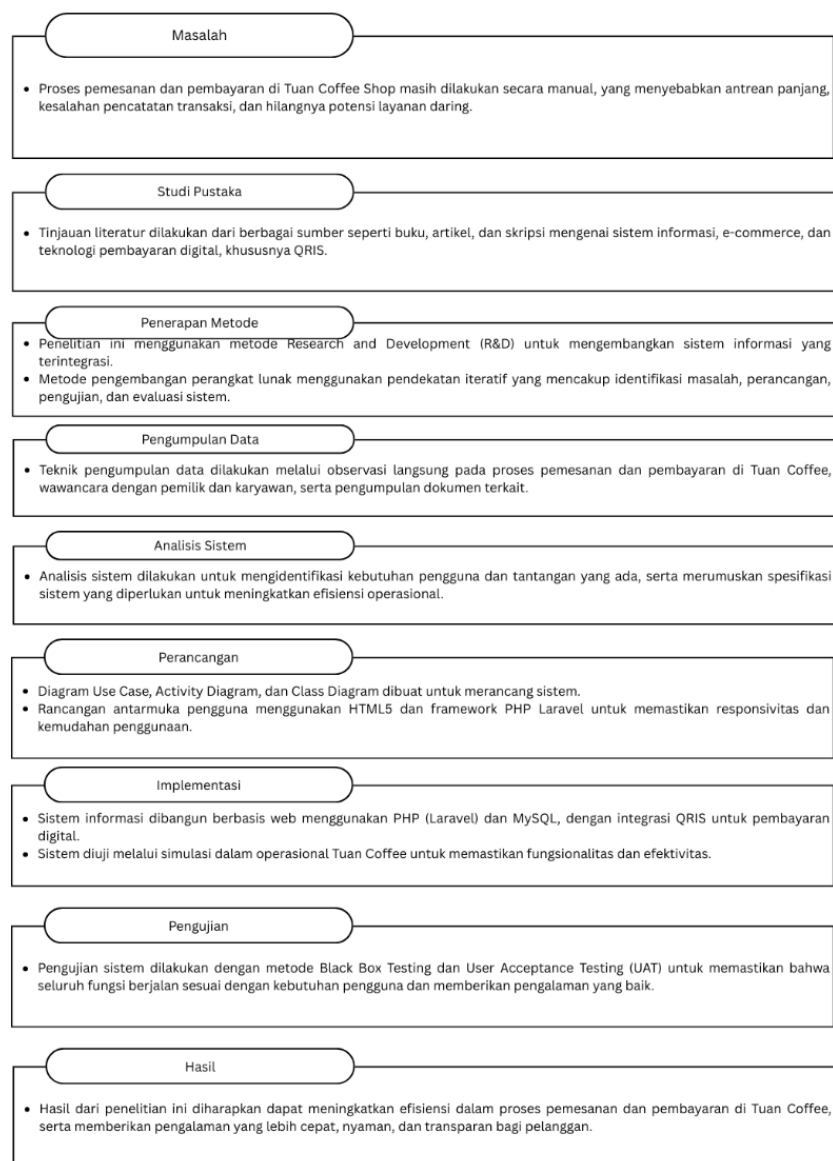 Masalah
• Proses pemesanan dan pembayaran di Tuan Coffee Shop masih dilakukan secara manual, yang menyebabkan antrean panjang,
kesalahan pencatatan transaksi, dan hilangnya potensi layanan daring.
Studi Pustaka
• Tinjauan literatur dilakukan dari berbagai sumber seperti buku, artikel, dan skripsi mengenai sistem informasi, e-commerce, dan
teknologi pembayaran digital, khususnya QRIS.
Penerapan Metode
• Penelitian ini menggunakan metode Research and Development (R&D) untuk mengembangkan sistem informasi yang
terintegrasi.
• Metode pengembangan perangkat lunak menggunakan pendekatan iteratif yang mencakup identifikasi masalah, perancangan,
pengujian, dan evaluasi sistem.
Pengumpulan Data
• Teknik pengumpulan data dilakukan melalui observasi langsung pada proses pemesanan dan pembayaran di Tuan Coffee,
wawancara dengan pemilik dan karyawan, serta pengumpulan dokumen terkait.
Analisis Sistem
• Analisis sistem dilakukan untuk mengidentifikasi kebutuhan pengguna dan tantangan yang ada, serta merumuskan spesifikasi
sistem yang diperlukan untuk meningkatkan efisiensi operasional.
Perancangan
• Diagram Use Case, Activity Diagram, dan Class Diagram dibuat untuk merancang sistem.
• Rancangan antarmuka pengguna menggunakan HTML5 dan framework PHP Laravel untuk memastikan responsivitas dan
kemudahan penggunaan.
Implementasi
• Sistem informasi dibangun berbasis web menggunakan PHP (Laravel) dan MySQL, dengan integrasi QRIS untuk pembayaran
digital.
• Sistem diuji melalui simulasi dalam operasional Tuan Coffee untuk memastikan fungsionalitas dan efektivitas.
Pengujian
• Pengujian sistem dilakukan dengan metode Black Box Testing dan User Acceptance Testing (UAT) untuk memastikan bahwa
seluruh fungsi berjalan sesuai dengan kebutuhan pengguna dan memberikan pengalaman yang baik.
Hasil
• Hasil dari penelitian ini diharapkan dapat meningkatkan efisiensi dalam proses pemesanan dan pembayaran di Tuan Coffee,
serta memberikan pengalaman yang lebih cepat, nyaman, dan transparan bagi pelanggan.